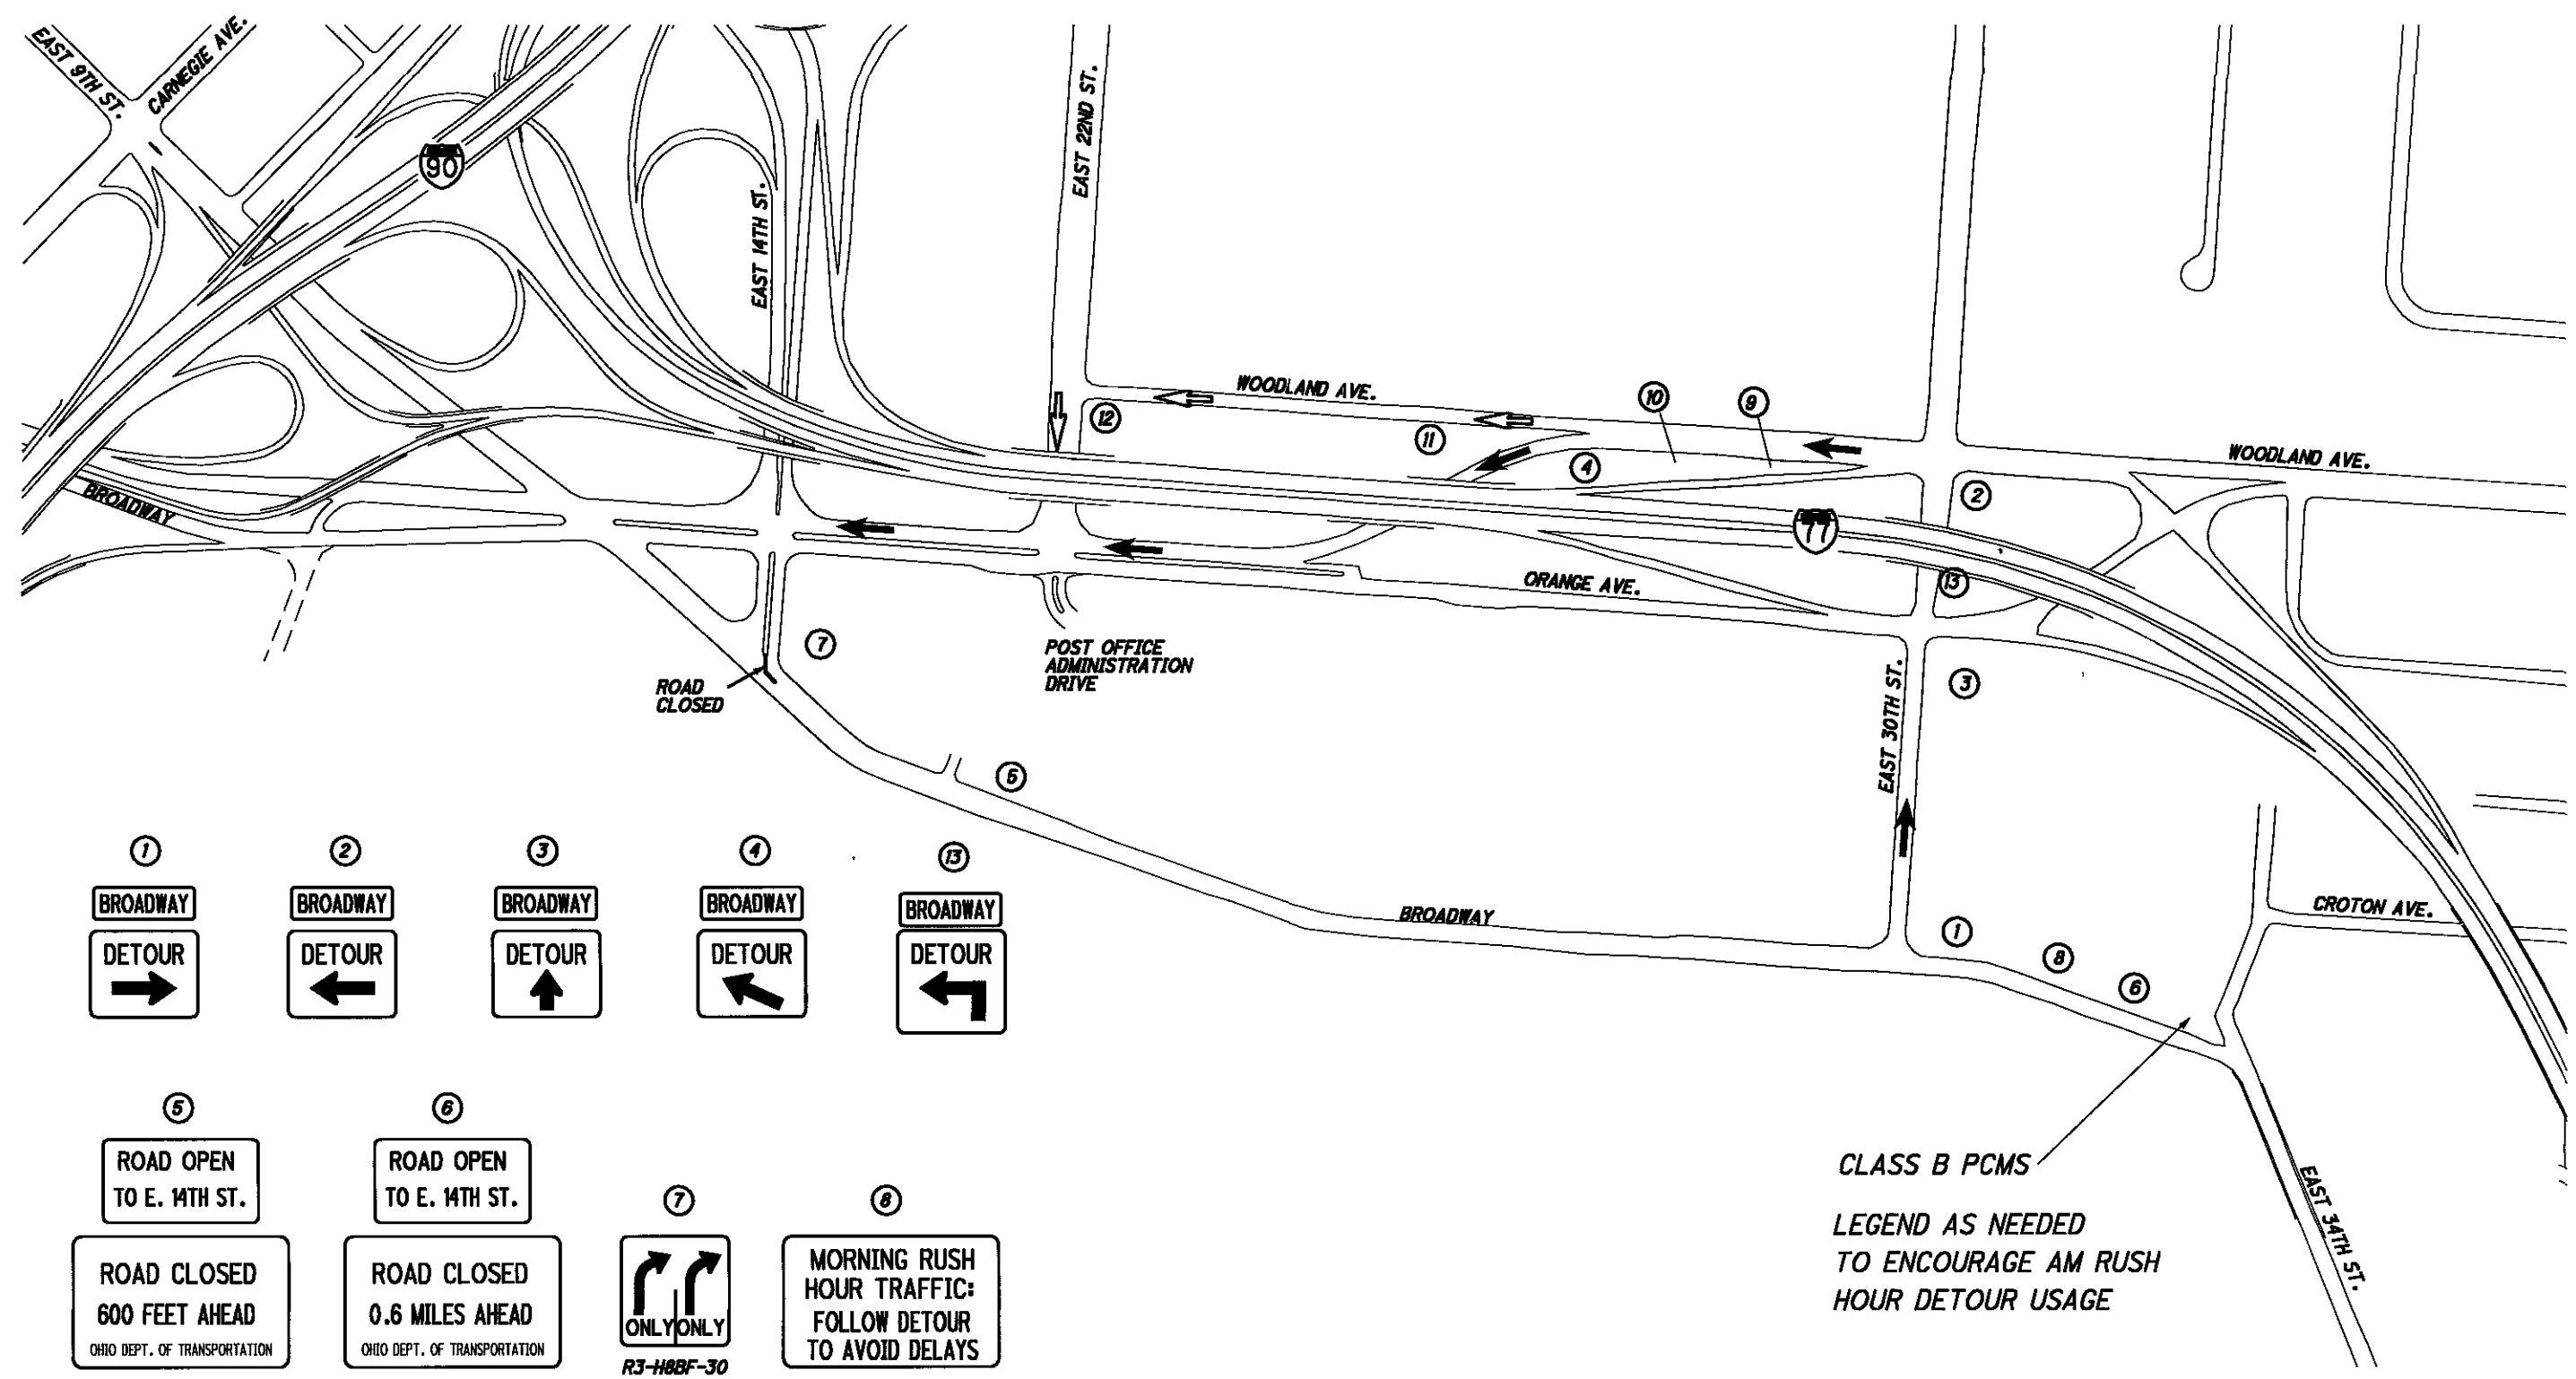 EAST 9TH ST.
CARNEGIE AVE.
90
EAST 14TH ST.
EAST 22ND ST.
WOODLAND AVE.
10
9
12
11
4
WOODLAND AVE.
2
BROADWAY
77
13
ORANGE AVE.
7
POST OFFICE
ADMINISTRATION
DRIVE
ROAD
CLOSED
3
EAST 30TH ST.
5
BROADWAY
1
8
6
CROTON AVE.
1
2
3
4
13
BROADWAY
DETOUR
BROADWAY
DETOUR
BROADWAY
DETOUR
BROADWAY
DETOUR
BROADWAY
DETOUR
5
6
7
8
ROAD OPEN
TO E. 14TH ST.
ROAD CLOSED
600 FEET AHEAD
OHIO DEPT. OF TRANSPORTATION
ROAD OPEN
TO E. 14TH ST.
ROAD CLOSED
0.6 MILES AHEAD
OHIO DEPT. OF TRANSPORTATION
ONLY ONLY
R3-H8BF-30
MORNING RUSH
HOUR TRAFFIC:
FOLLOW DETOUR
TO AVOID DELAYS
CLASS B PCMS
LEGEND AS NEEDED
TO ENCOURAGE AM RUSH
HOUR DETOUR USAGE
EAST 34TH ST.